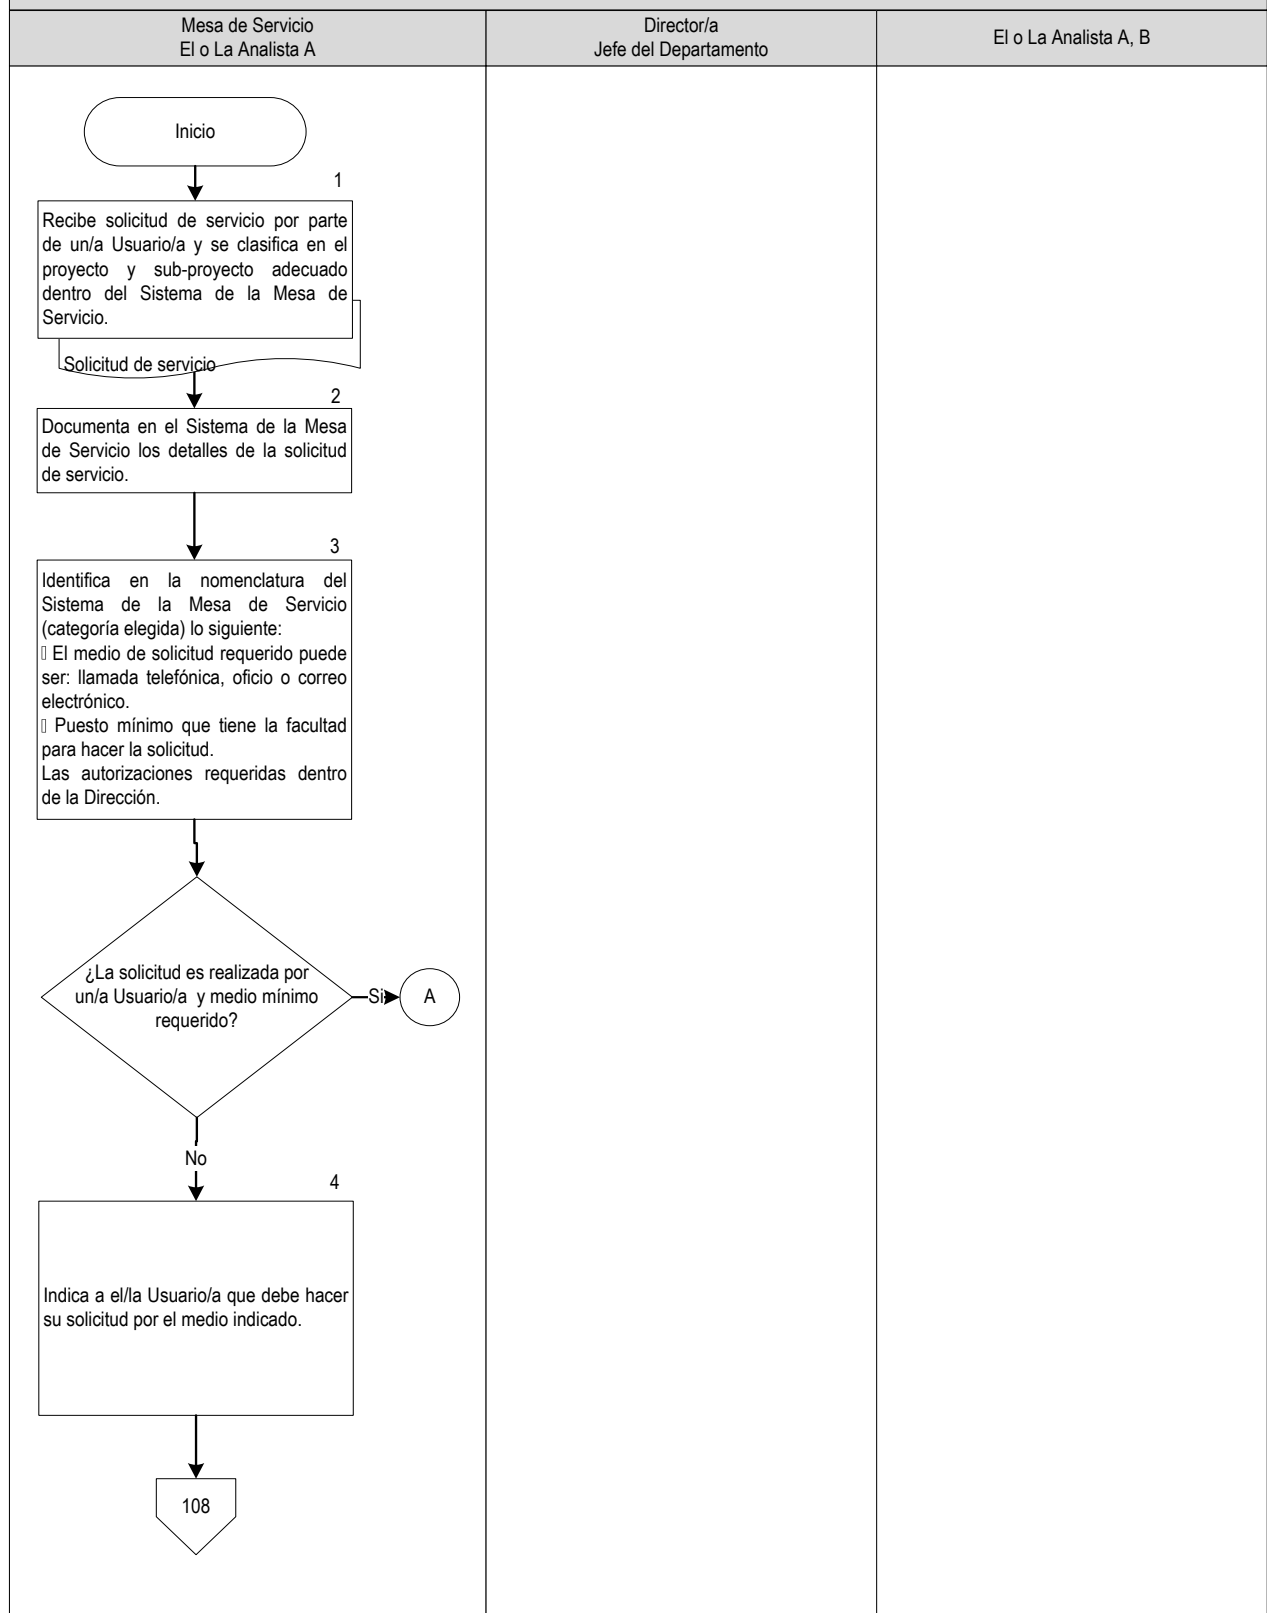 Mesa de Servicio
El o La Analista A
Director/a
Jefe del Departamento
El o La Analista A, B
Inicio
1
Recibe solicitud de servicio por parte
de un/a Usuario/a y se clasifica en el
proyecto y sub-proyecto adecuado
dentro del Sistema de la Mesa de
Servicio.
Solicitud de servicio
2
Documenta en el Sistema de la Mesa
de Servicio los detalles de la solicitud
de servicio.
3
Identifica en la nomenclatura del
Sistema de la Mesa de Servicio
(categoría elegida) lo siguiente:
▯ El medio de solicitud requerido puede
ser: llamada telefónica, oficio o correo
electrónico.
▯ Puesto mínimo que tiene la facultad
para hacer la solicitud.
Las autorizaciones requeridas dentro
de la Dirección.
¿La solicitud es realizada por
un/a Usuario/a y medio mínimo
requerido?
Si
A
No
4
Indica a el/la Usuario/a que debe hacer
su solicitud por el medio indicado.
108